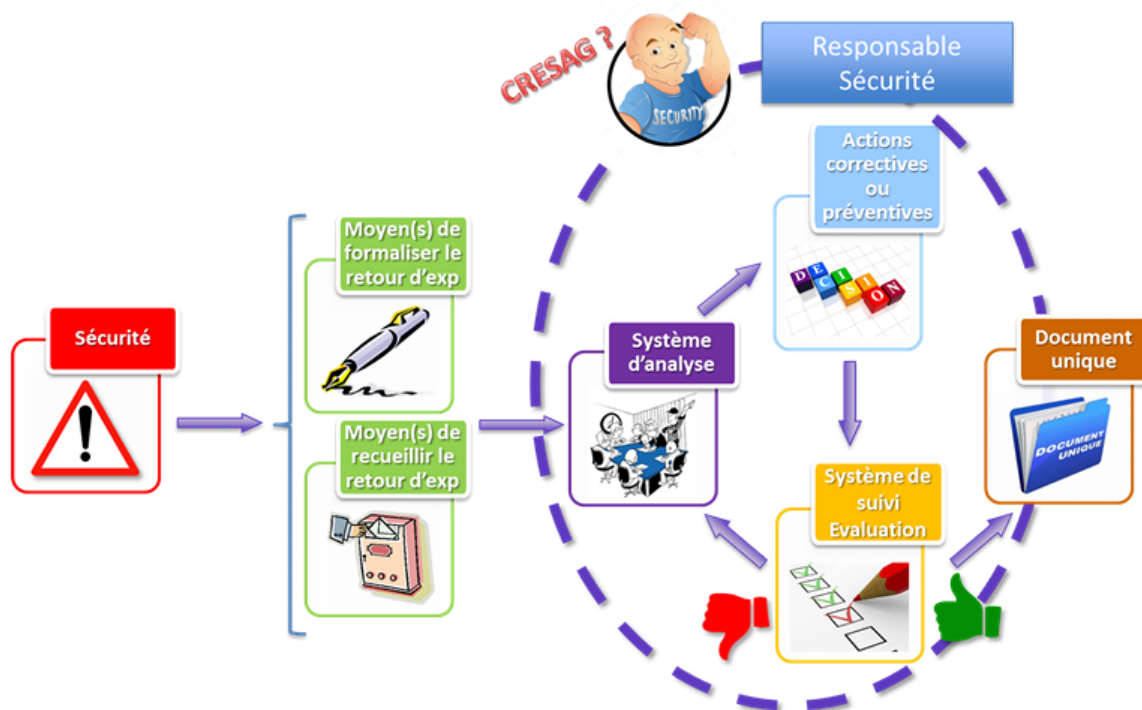 CRESAG ?
SECURITY
Responsable
Sécurité
Actions
correctives
ou
préventives
DECISION
Moyen(s) de
formaliser le
retour d'exp
Sécurité
!
Système
d'analyse
Document
unique
DOCUMENT
UNIQUE
Moyen(s) de
recueillir le
retour d'exp
Système de
suivi
Evaluation